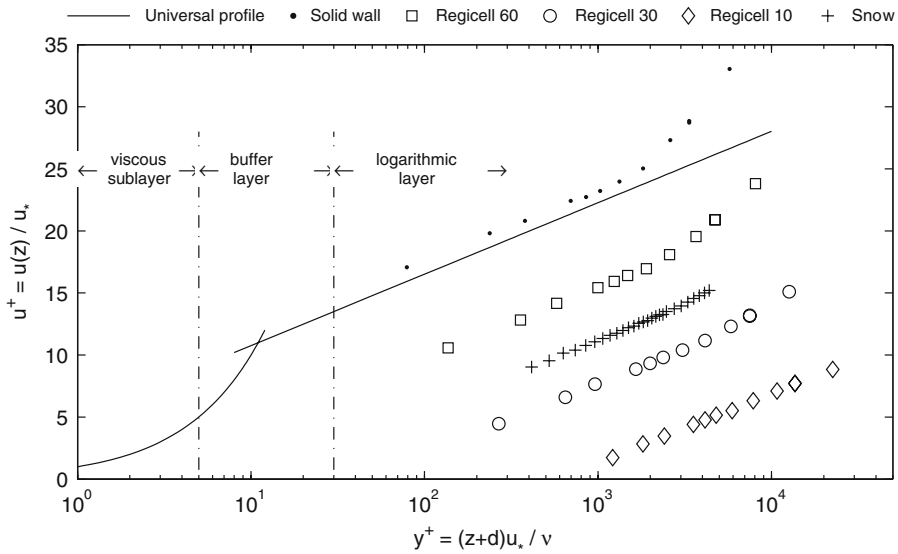 Universal profile
Solid wall
Regicell 60
Regicell 30
Regicell 10
Snow
35
30
25
20
15
10
5
0
u⁺ = u(z) / u*
viscous
sublayer
buffer
layer
logarithmic
layer
10⁰
10¹
10²
10³
10⁴
y⁺ = (z+d)u* / ν